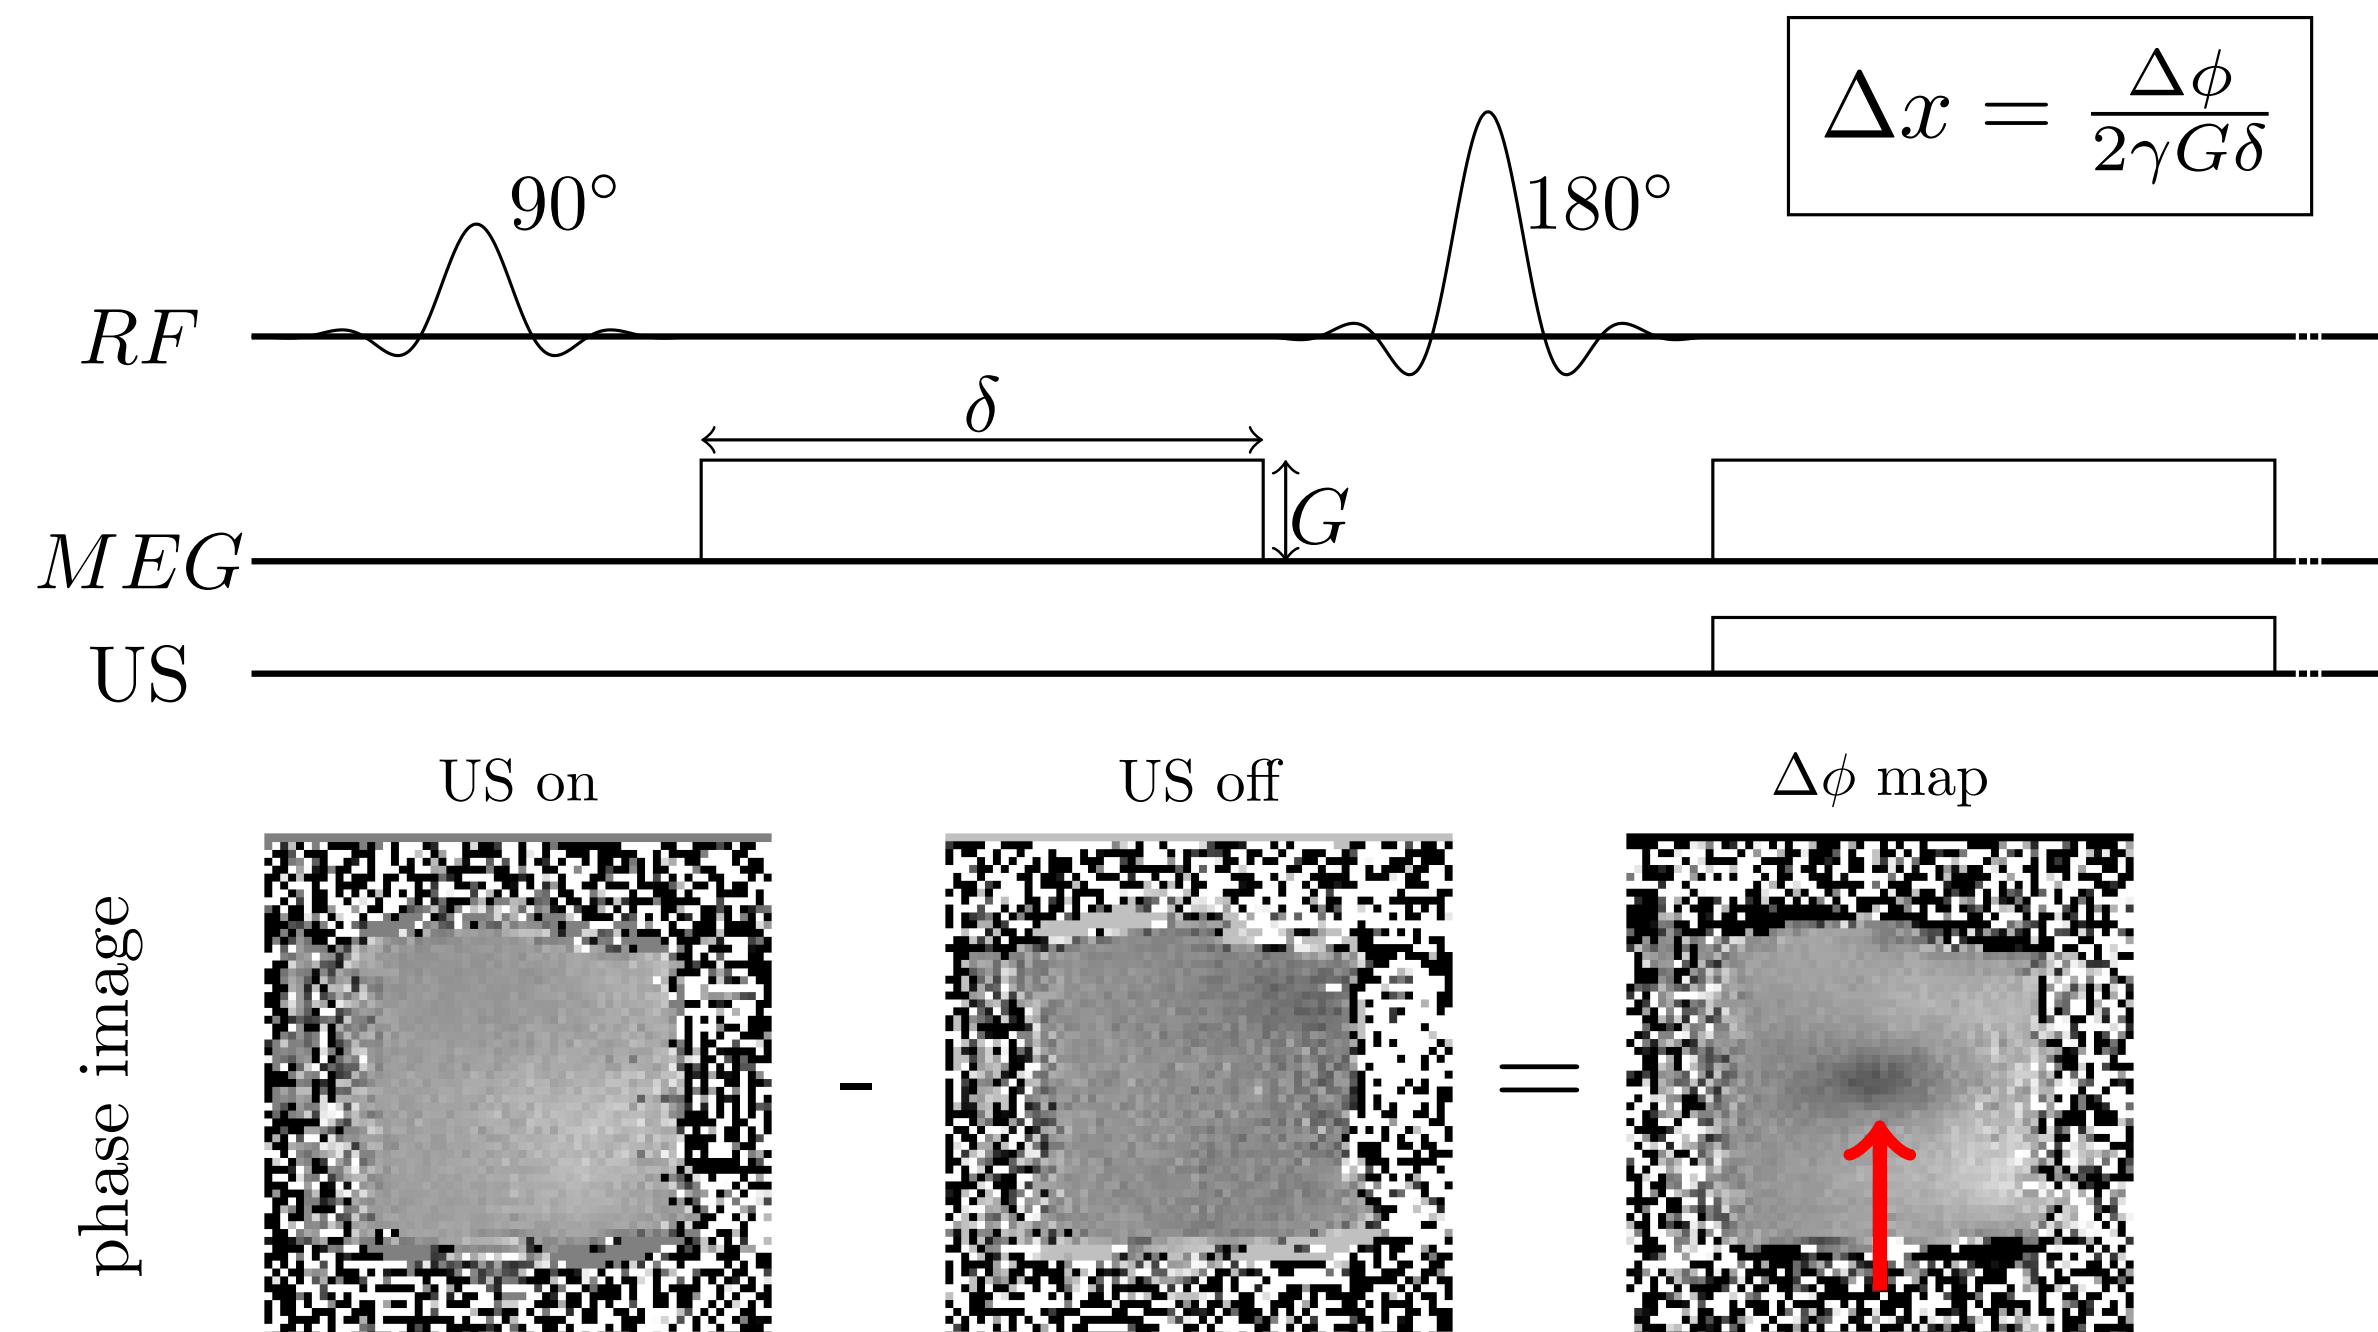 Δx = Δϕ / 2γGδ
90°
180°
RF
δ
G
MEG
US
US on
US off
Δϕ map
phase image
-
=